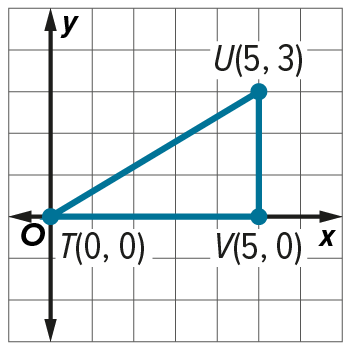 y
U(5, 3)
O
T(0, 0)
V(5, 0)
x